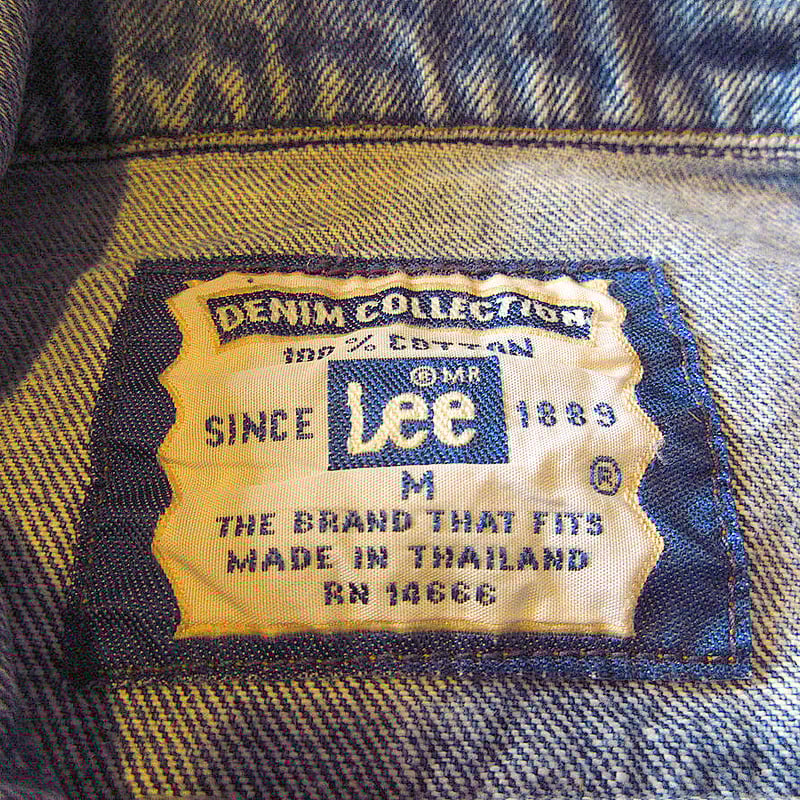 DENIM COLLECTION
100 % COTTON
® MR
SINCE Lee 1889
M ®
THE BRAND THAT FITS
MADE IN THAILAND
RN 14666